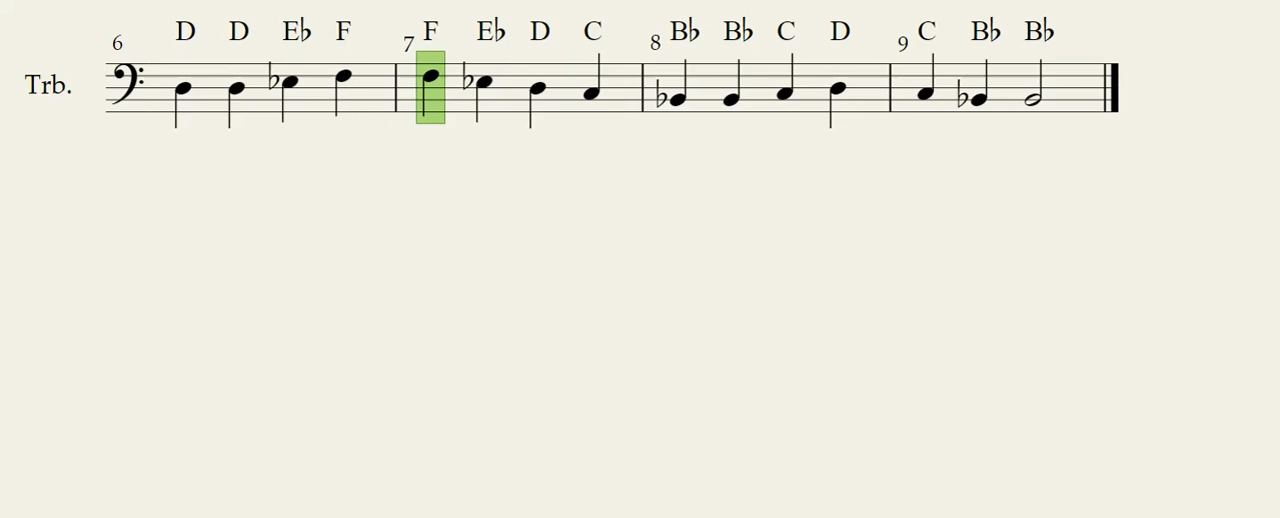 6 D D E♭ F 7 F E♭ D C 8 B♭ B♭ C D 9 C B♭ B♭
Trb.